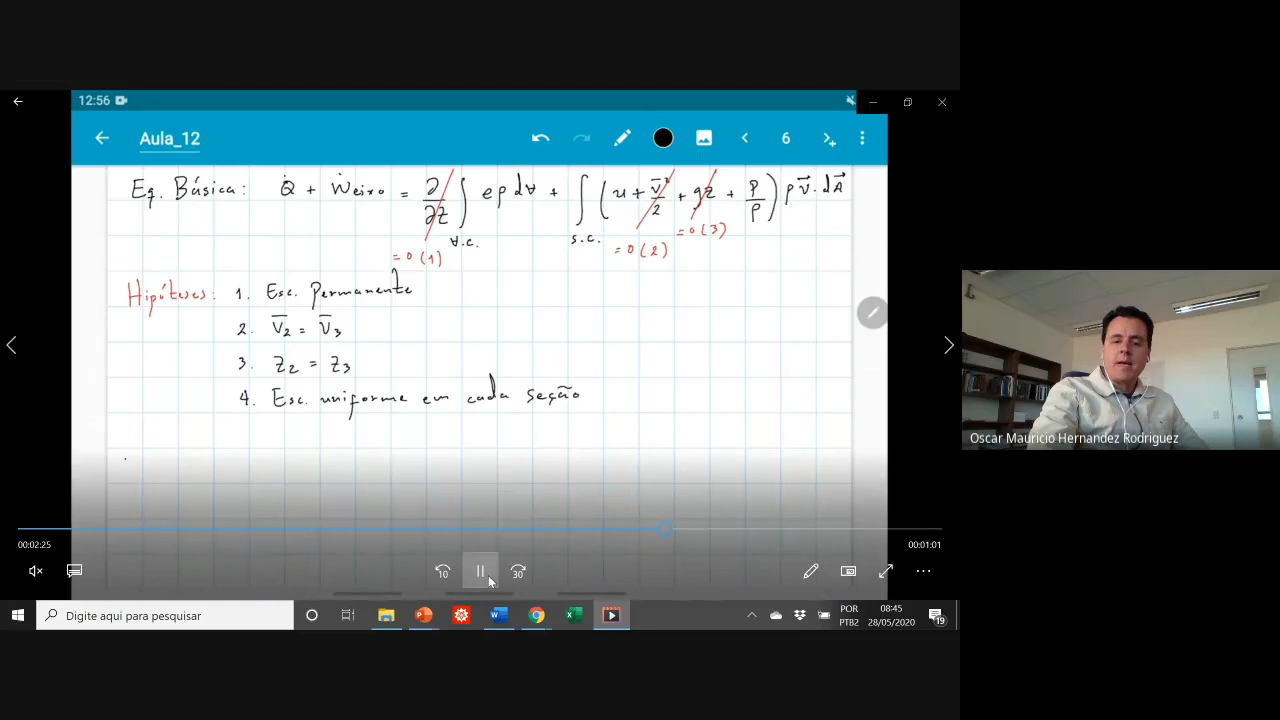 12:56
Aula_12
6
Eq. Básica: Q̇ + Ẇeixo = ∂/∂t ∫ eρd∀ + ∫ (u + v̄²/2 + gz + p/ρ) ρV⃗·dA⃗
∀.C. S.C.
= 0 (1) = 0 (2) = 0 (3)
Hipóteses: 1. Esc. Permanente
2. V̄2 = V̄3
3. Z2 = Z3
4. Esc. uniforme em cada seção
Oscar Mauricio Hernandez Rodriguez
00:02:25
00:01:01
10
30
Digite aqui para pesquisar
POR
PTB2
08:45
28/05/2020
19